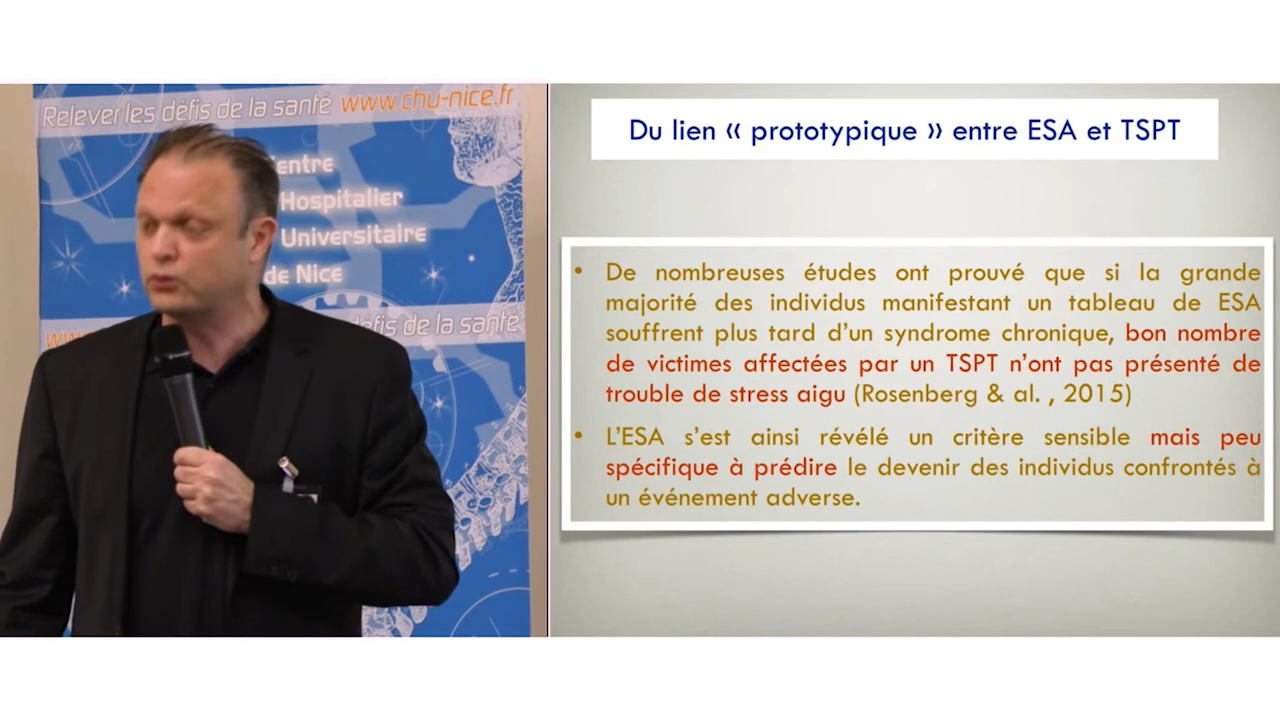 Relever les défis de la santé www.chu-nice.fr
entre
Hospitalier
Universitaire
de Nice
défis de la santé
Du lien « prototypique » entre ESA et TSPT
• De nombreuses études ont prouvé que si la grande
majorité des individus manifestant un tableau de ESA
souffrent plus tard d’un syndrome chronique, bon nombre
de victimes affectées par un TSPT n’ont pas présenté de
trouble de stress aigu (Rosenberg & al. , 2015)
• L’ESA s’est ainsi révélé un critère sensible mais peu
spécifique à prédire le devenir des individus confrontés à
un événement adverse.